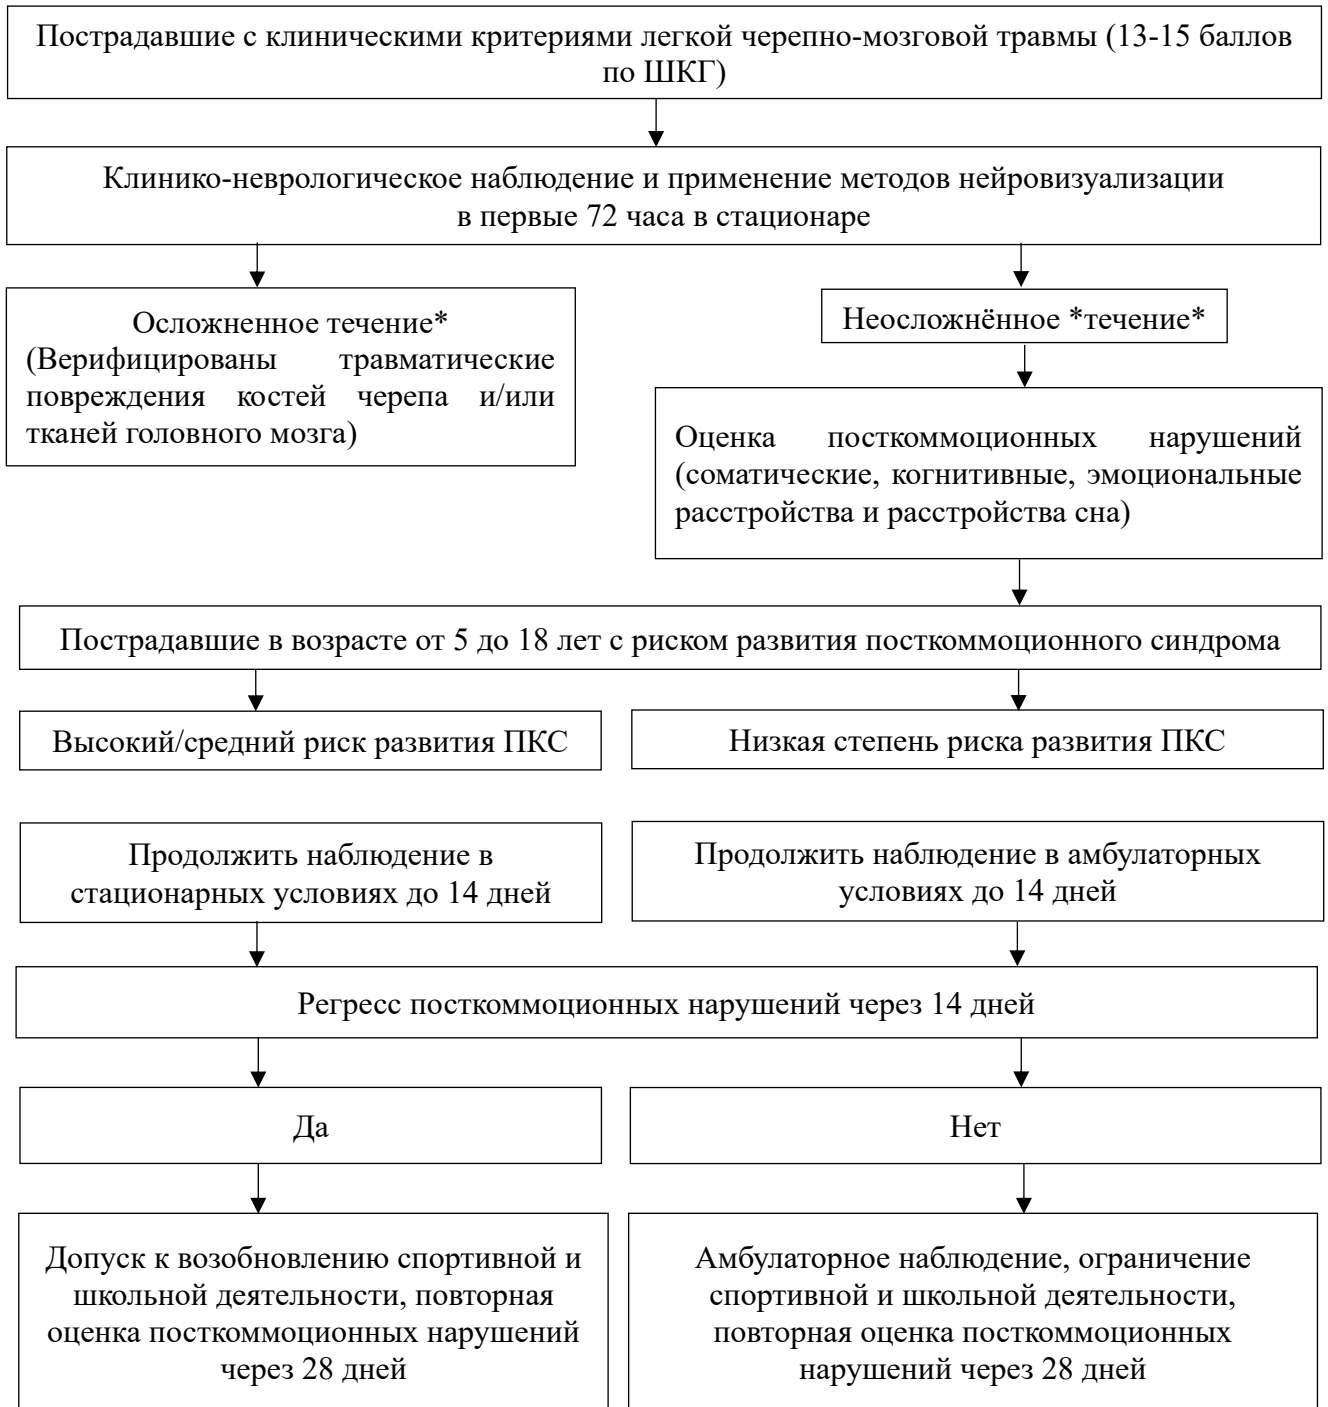 Пострадавшие с клиническими критериями легкой черепно-мозговой травмы (13-15 баллов
по ШКГ)
Клинико-неврологическое наблюдение и применение методов нейровизуализации
в первые 72 часа в стационаре
Осложненное течение*
(Верифицированы травматические
повреждения костей черепа и/или
тканей головного мозга)
Неосложнённое *течение*
Оценка посткоммоционных нарушений
(соматические, когнитивные, эмоциональные
расстройства и расстройства сна)
Пострадавшие в возрасте от 5 до 18 лет с риском развития посткоммоционного синдрома
Высокий/средний риск развития ПКС
Низкая степень риска развития ПКС
Продолжить наблюдение в
стационарных условиях до 14 дней
Продолжить наблюдение в амбулаторных
условиях до 14 дней
Регресс посткоммоционных нарушений через 14 дней
Да
Нет
Допуск к возобновлению спортивной и
школьной деятельности, повторная
оценка посткоммоционных нарушений
через 28 дней
Амбулаторное наблюдение, ограничение
спортивной и школьной деятельности,
повторная оценка посткоммоционных
нарушений через 28 дней